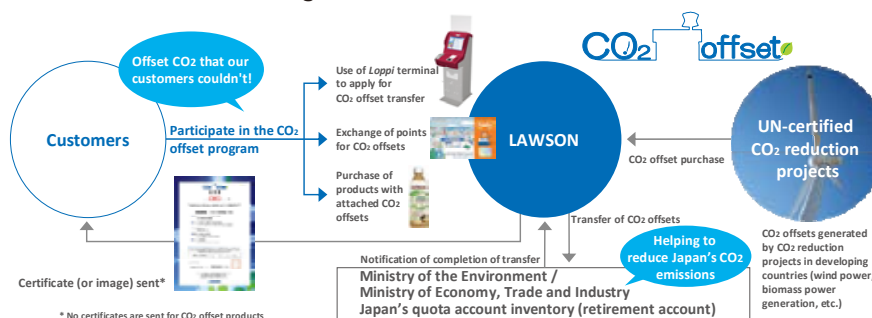 CO2 offset
Offset CO2 that our
customers couldn't!
Customers
Participate in the CO2
offset program
Use of Loppi terminal
to apply for
CO2 offset transfer
Exchange of points
for CO2 offsets
Purchase of
products with
attached CO2
offsets
LAWSON
CO2 offset purchase
UN-certified
CO2 reduction
projects
CO2 offsets generated
by CO2 reduction
projects in developing
countries (wind power,
biomass power
generation, etc.)
Transfer of CO2 offsets
Notification of completion of transfer
Helping to
reduce Japan's CO2
emissions
Ministry of the Environment /
Ministry of Economy, Trade and Industry
Japan's quota account inventory (retirement account)
Certificate (or image) sent*
* No certificates are sent for CO2 offset products